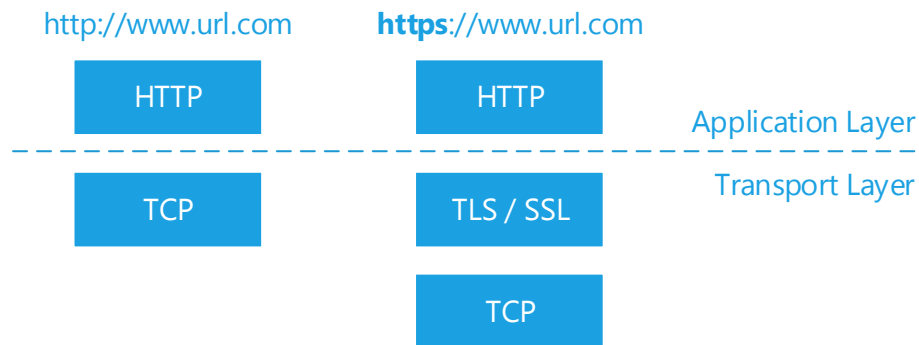 http://www.url.com
https://www.url.com
HTTP
HTTP
Application Layer
Transport Layer
TCP
TLS / SSL
TCP